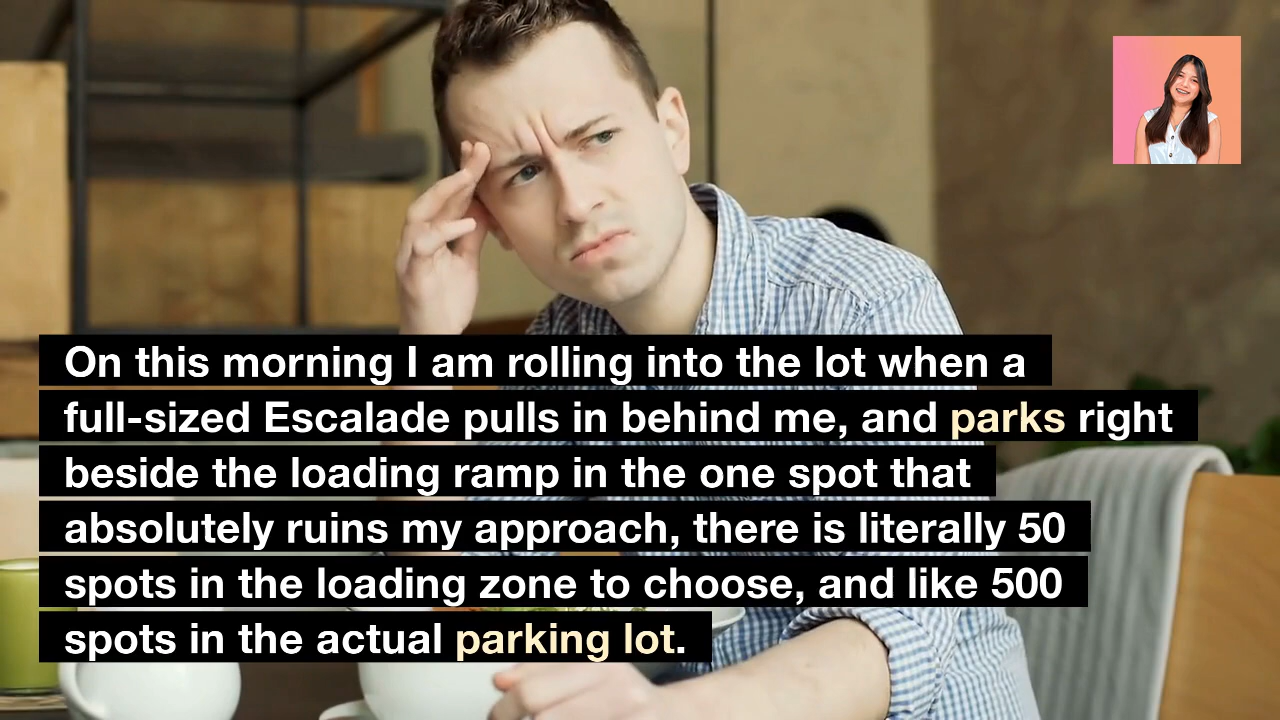 On this morning I am rolling into the lot when a
full-sized Escalade pulls in behind me, and parks right
beside the loading ramp in the one spot that
absolutely ruins my approach, there is literally 50
spots in the loading zone to choose, and like 500
spots in the actual parking lot.